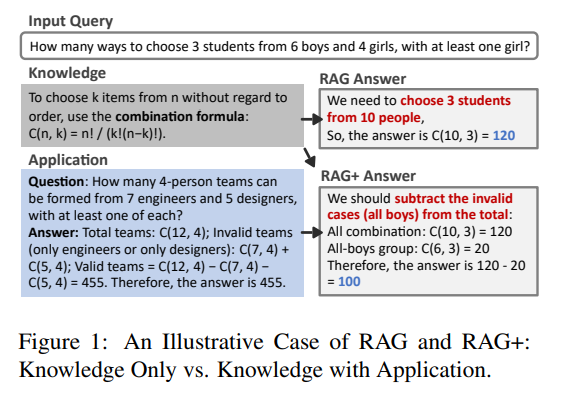 Input Query
How many ways to choose 3 students from 6 boys and 4 girls, with at least one girl?
Knowledge
To choose k items from n without regard to
order, use the combination formula:
C(n, k) = n! / (k!(n−k)!).
Application
Question: How many 4-person teams can
be formed from 7 engineers and 5 designers,
with at least one of each?
Answer: Total teams: C(12, 4); Invalid teams
(only engineers or only designers): C(7, 4) +
C(5, 4); Valid teams = C(12, 4) − C(7, 4) −
C(5, 4) = 455. Therefore, the answer is 455.
RAG Answer
We need to choose 3 students
from 10 people,
So, the answer is C(10, 3) = 120
RAG+ Answer
We should subtract the invalid
cases (all boys) from the total:
All combination: C(10, 3) = 120
All-boys group: C(6, 3) = 20
Therefore, the answer is 120 - 20
= 100
Figure 1: An Illustrative Case of RAG and RAG+:
Knowledge Only vs. Knowledge with Application.